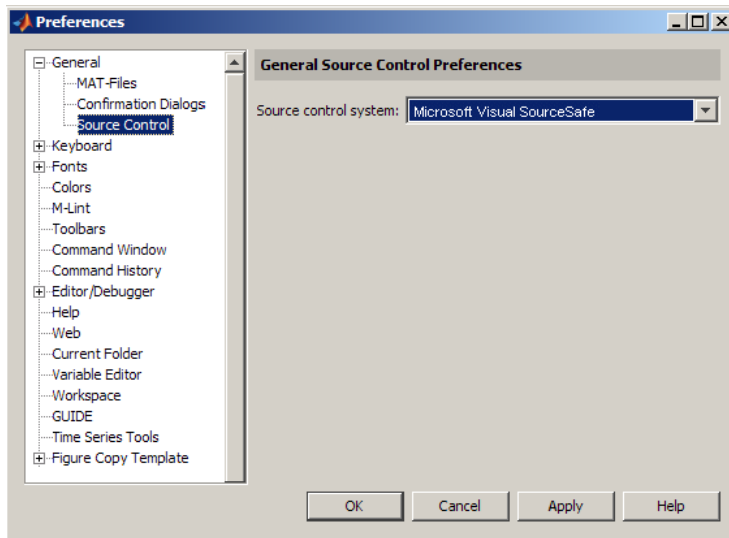 Preferences
General
MAT-Files
Confirmation Dialogs
Source Control
Keyboard
Fonts
Colors
M-Lint
Toolbars
Command Window
Command History
Editor/Debugger
Help
Web
Current Folder
Variable Editor
Workspace
GUIDE
Time Series Tools
Figure Copy Template
General Source Control Preferences
Source control system: Microsoft Visual SourceSafe
OK Cancel Apply Help